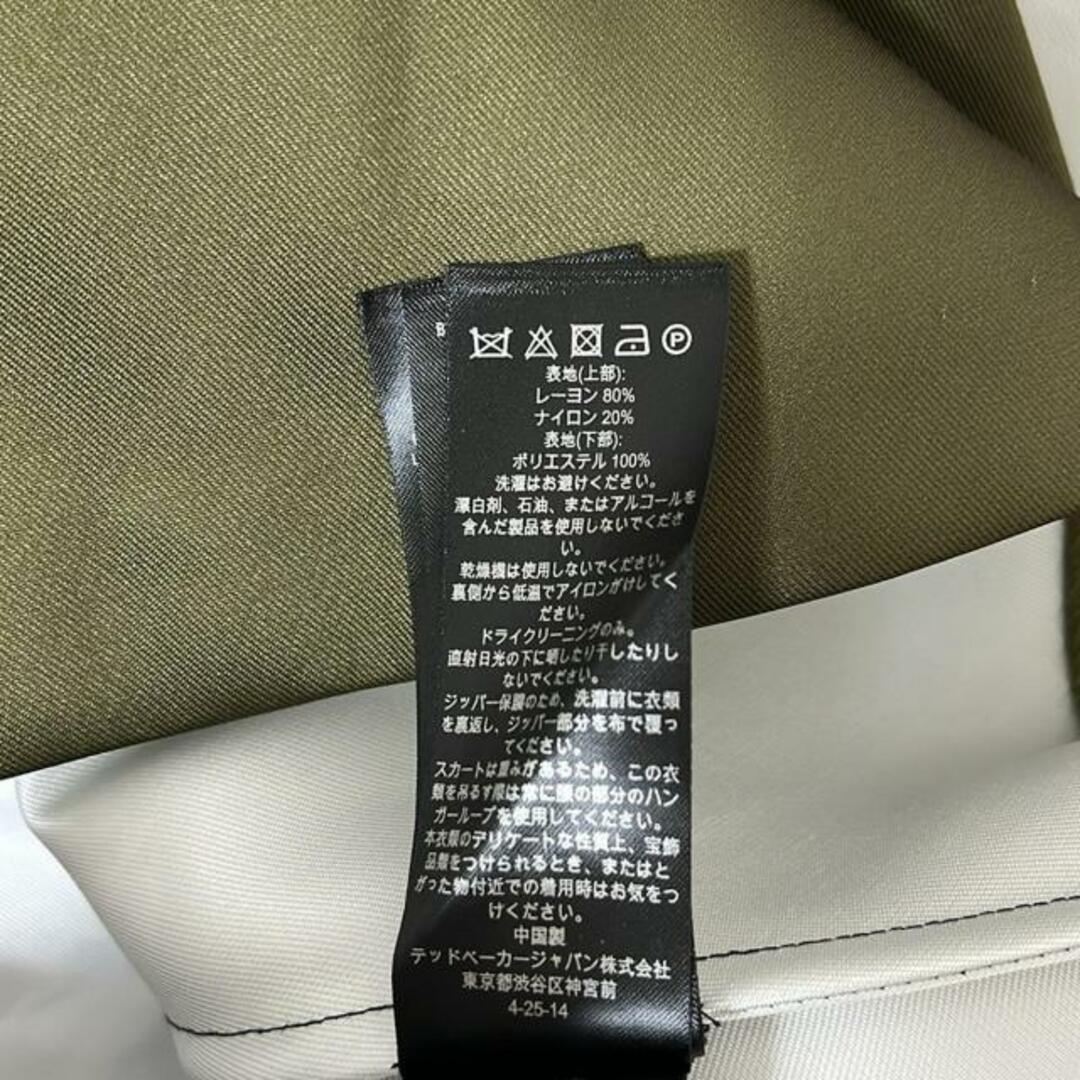 P
表地(上部):
レーヨン 80%
ナイロン 20%
表地(下部):
ポリエステル 100%
洗濯はお避けください。
漂白剤、石油、またはアルコールを
含んだ製品を使用しないでくださ
い。
乾燥機は使用しないでください。
裏側から低温でアイロンがけしてく
ださい。
ドライクリーニングのみ。
直射日光の下に晒したり干したりし
ないでください。
ジッパー保護のため、洗濯前に衣類
を裏返し、ジッパー部分を布で覆っ
てください。
スカートは重みがあるため、この衣
類を吊るす際は常に腰の部分のハン
ガーループを使用してください。
本衣類のデリケートな性質上、宝飾
品類をつけられるとき、またはと
がった物付近での着用時はお気をつ
けください。
中国製
テッドベーカージャパン株式会社
東京都渋谷区神宮前
4-25-14